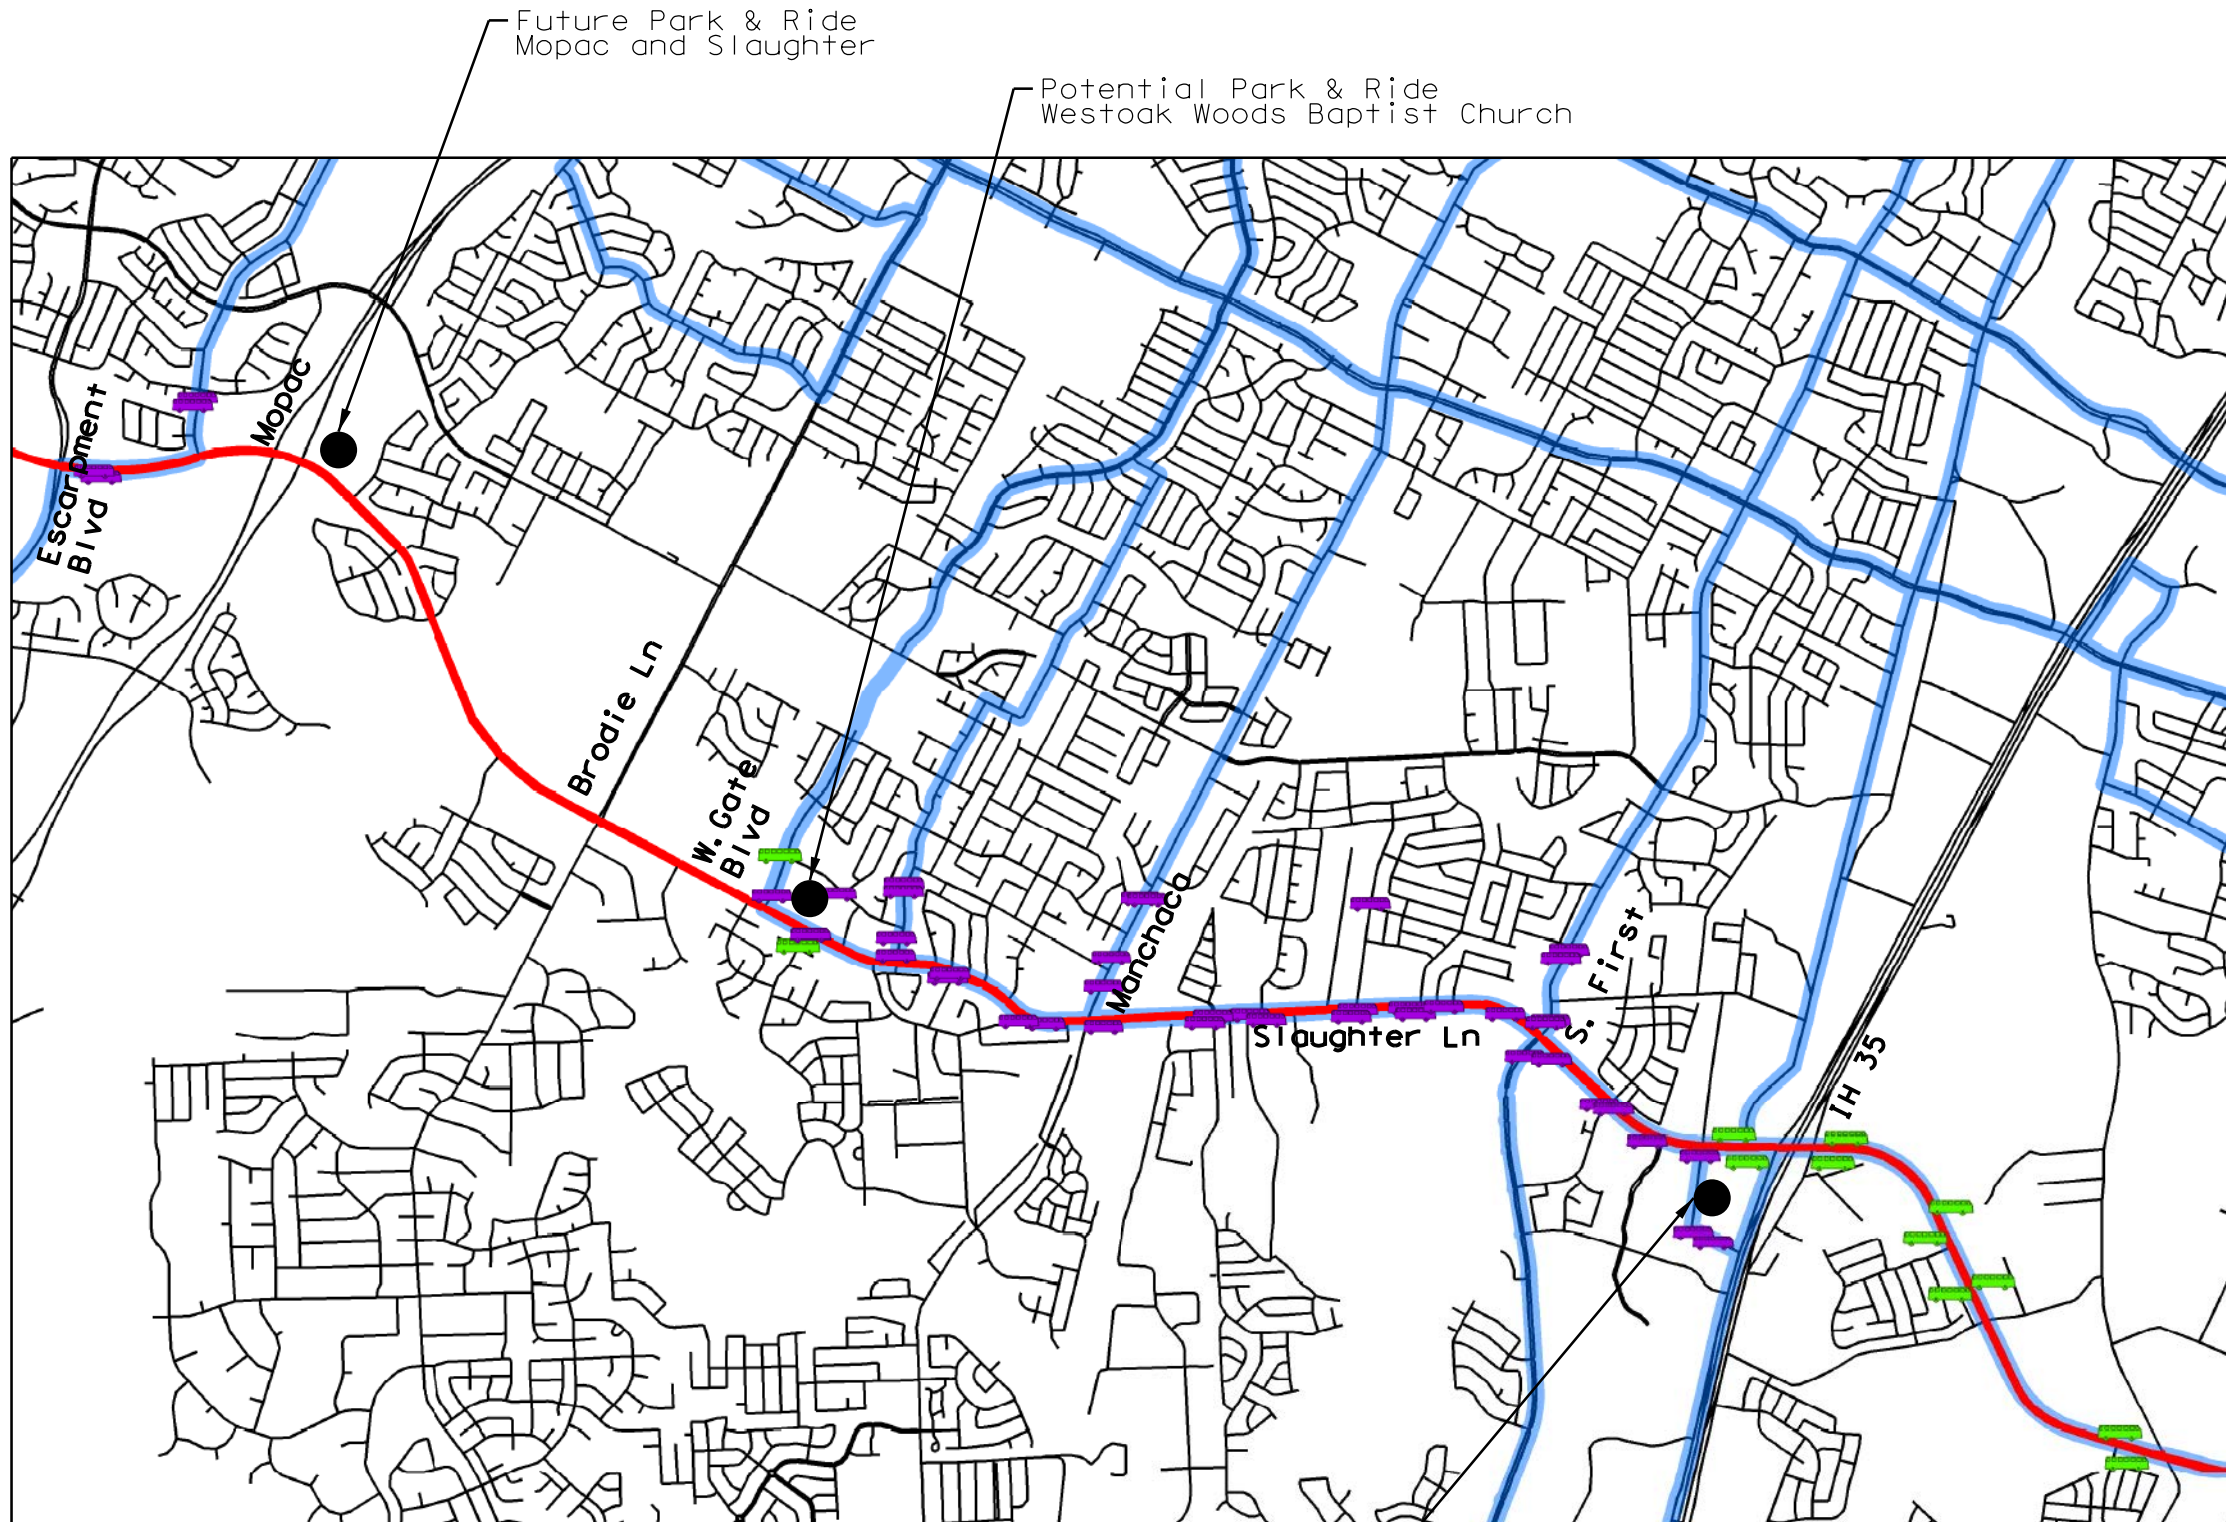 Future Park & Ride
Mopac and Slaughter
Potential Park & Ride
Westoak Woods Baptist Church
Mopac
Escarpment
Blvd
Brodie Ln
W. Gate
Blvd
Manchaca
S. First
Slaughter Ln
IH 35